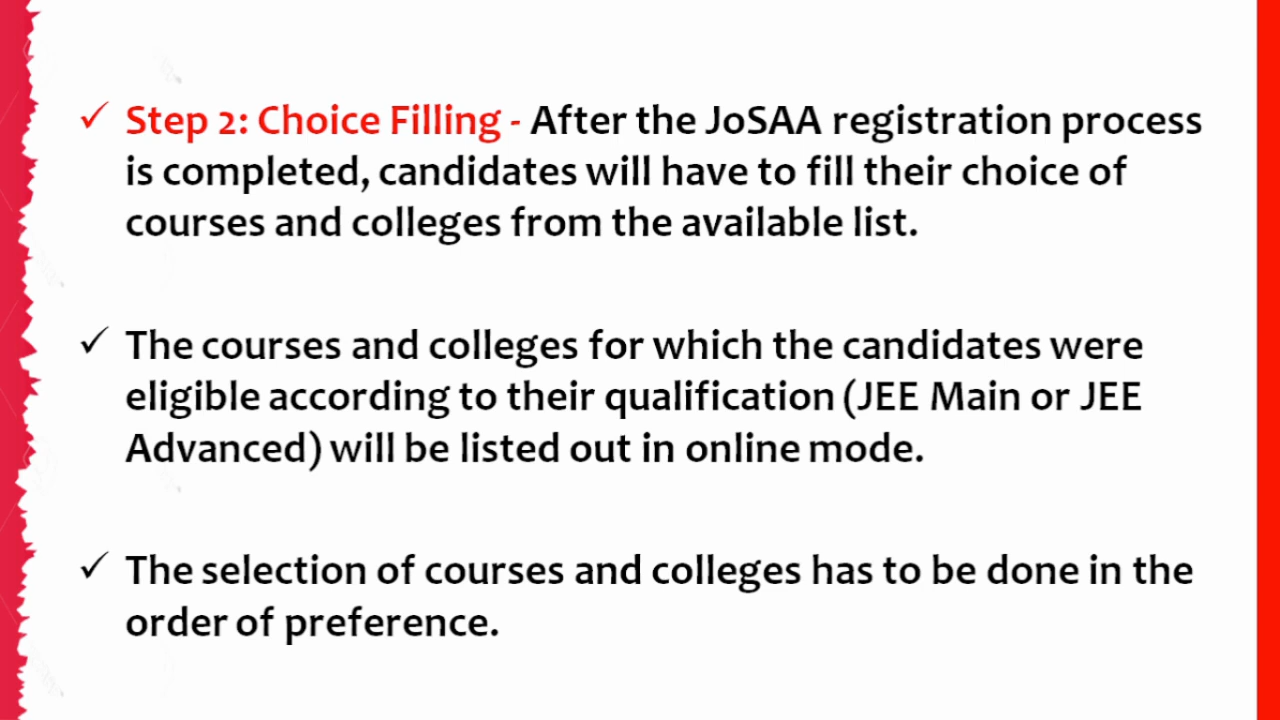 ✓ Step 2: Choice Filling - After the JoSAA registration process
is completed, candidates will have to fill their choice of
courses and colleges from the available list.
✓ The courses and colleges for which the candidates were
eligible according to their qualification (JEE Main or JEE
Advanced) will be listed out in online mode.
✓ The selection of courses and colleges has to be done in the
order of preference.